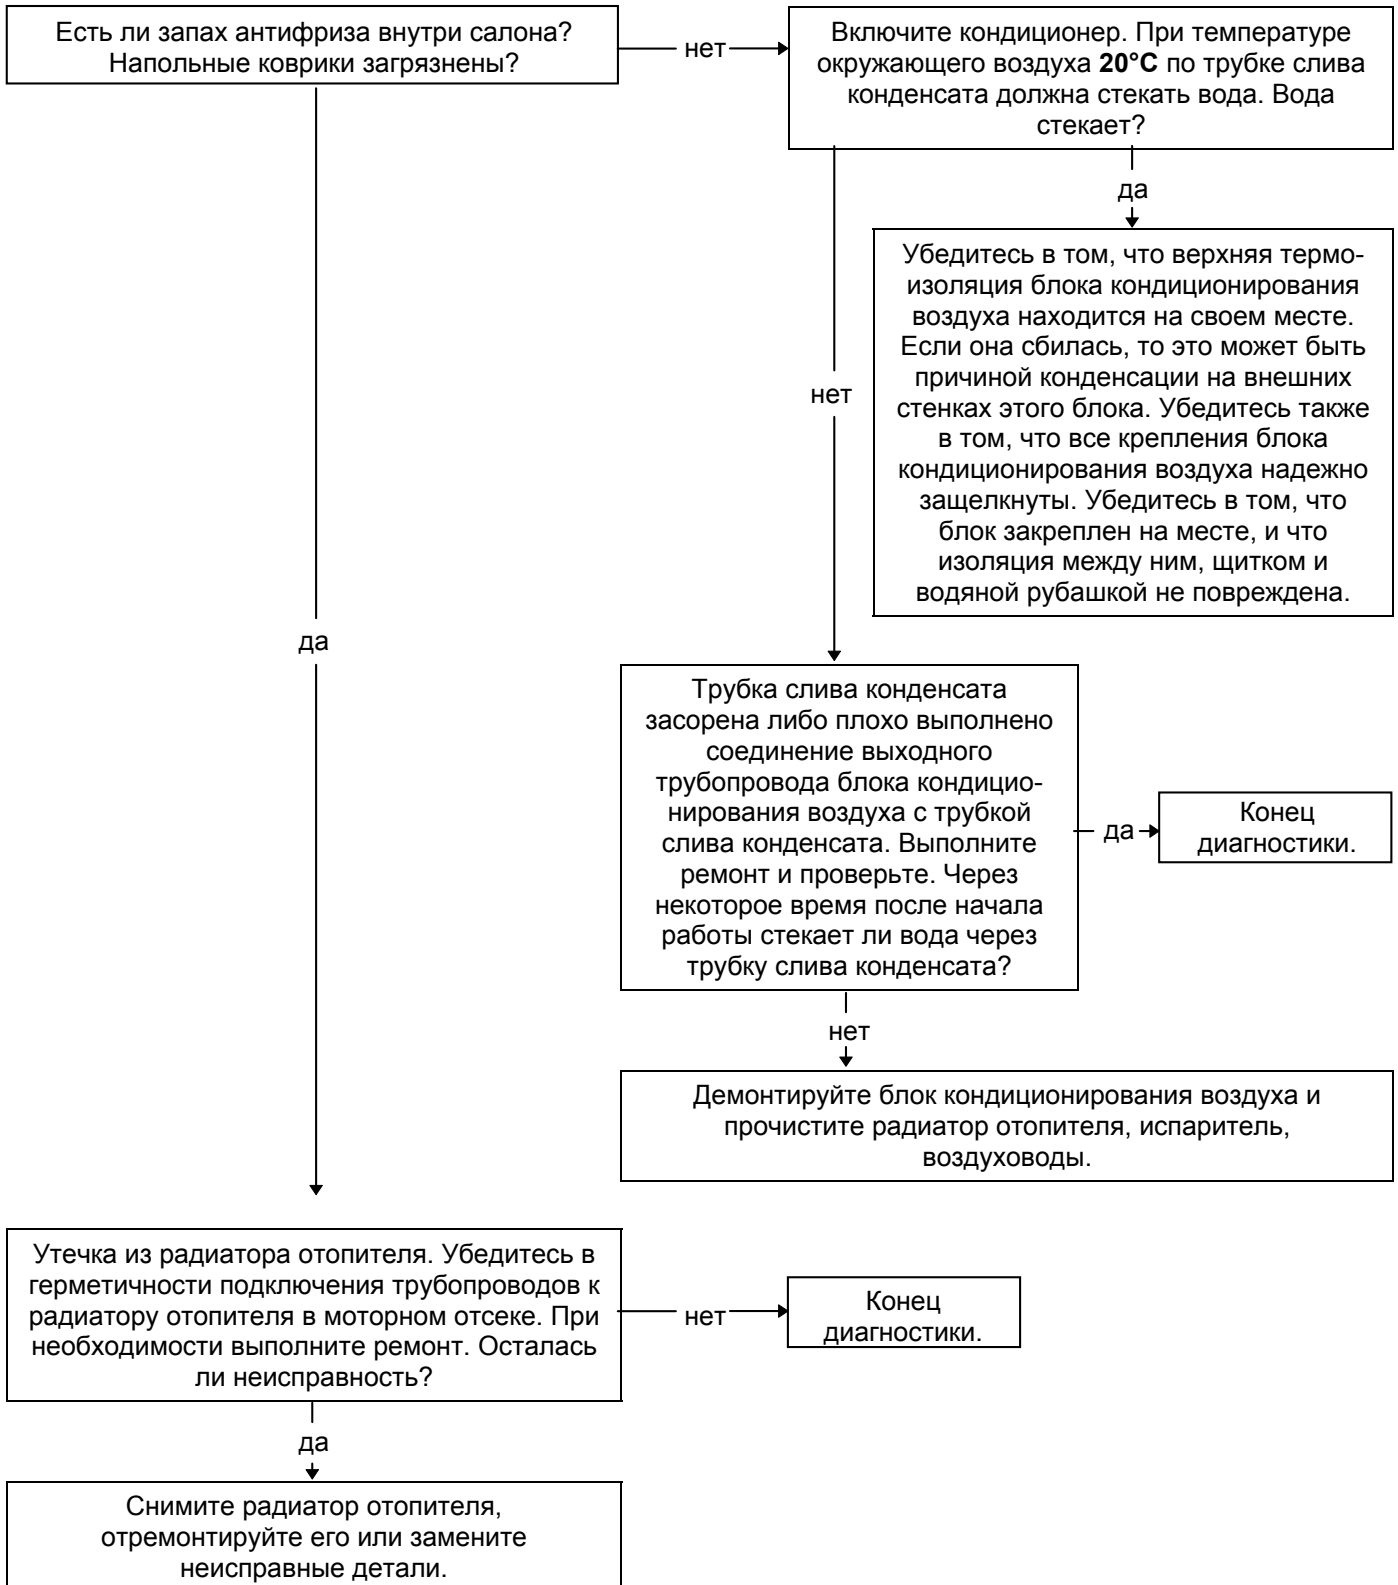 Есть ли запах антифриза внутри салона?
Напольные коврики загрязнены?
нет
Включите кондиционер. При температуре
окружающего воздуха 20°C по трубке слива
конденсата должна стекать вода. Вода
стекает?
да
Убедитесь в том, что верхняя термо-
изоляция блока кондиционирования
воздуха находится на своем месте.
Если она сбилась, то это может быть
причиной конденсации на внешних
стенках этого блока. Убедитесь также
в том, что все крепления блока
кондиционирования воздуха надежно
защелкнуты. Убедитесь в том, что
блок закреплен на месте, и что
изоляция между ним, щитком и
водяной рубашкой не повреждена.
нет
да
Трубка слива конденсата
засорена либо плохо выполнено
соединение выходного
трубопровода блока кондицио-
нирования воздуха с трубкой
слива конденсата. Выполните
ремонт и проверьте. Через
некоторое время после начала
работы стекает ли вода через
трубку слива конденсата?
да
Конец
диагностики.
нет
Демонтируйте блок кондиционирования воздуха и
прочистите радиатор отопителя, испаритель,
воздуховоды.
Утечка из радиатора отопителя. Убедитесь в
герметичности подключения трубопроводов к
радиатору отопителя в моторном отсеке. При
необходимости выполните ремонт. Осталась
ли неисправность?
нет
Конец
диагностики.
да
Снимите радиатор отопителя,
отремонтируйте его или замените
неисправные детали.